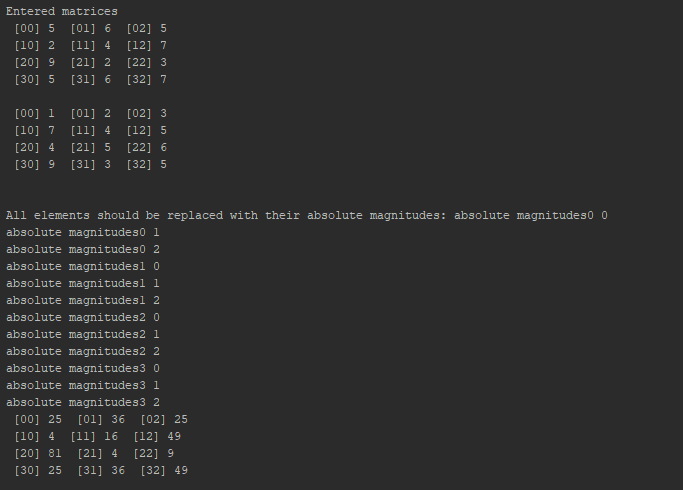 Entered matrices
[00] 5 [01] 6 [02] 5
[10] 2 [11] 4 [12] 7
[20] 9 [21] 2 [22] 3
[30] 5 [31] 6 [32] 7
[00] 1 [01] 2 [02] 3
[10] 7 [11] 4 [12] 5
[20] 4 [21] 5 [22] 6
[30] 9 [31] 3 [32] 5
All elements should be replaced with their absolute magnitudes: absolute magnitudes0 0
absolute magnitudes0 1
absolute magnitudes0 2
absolute magnitudes1 0
absolute magnitudes1 1
absolute magnitudes1 2
absolute magnitudes2 0
absolute magnitudes2 1
absolute magnitudes2 2
absolute magnitudes3 0
absolute magnitudes3 1
absolute magnitudes3 2
[00] 25 [01] 36 [02] 25
[10] 4 [11] 16 [12] 49
[20] 81 [21] 4 [22] 9
[30] 25 [31] 36 [32] 49